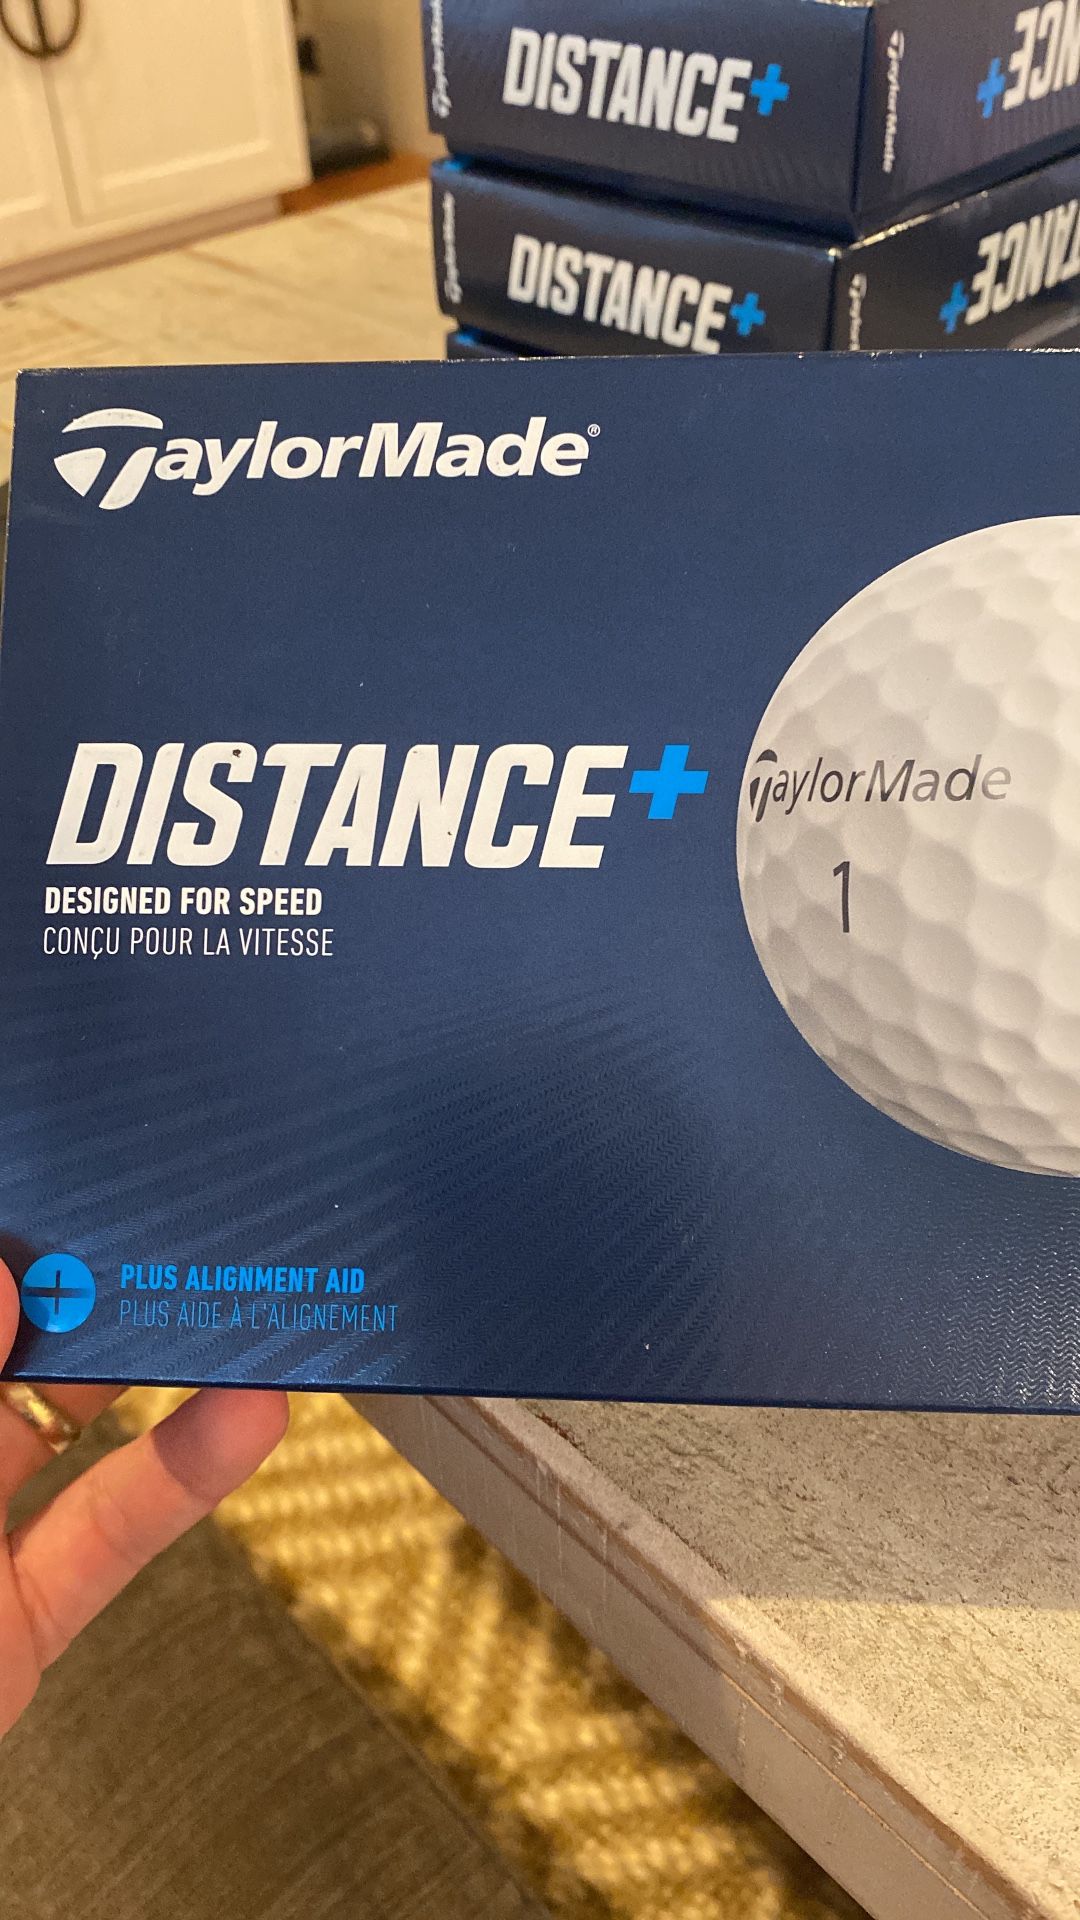 DISTANCE+
TaylorMade
DISTANCE+
TaylorMade®
DISTANCE+
DESIGNED FOR SPEED
CONÇU POUR LA VITESSE
TaylorMade
1
PLUS ALIGNMENT AID
PLUS AIDE À L'ALIGNEMENT